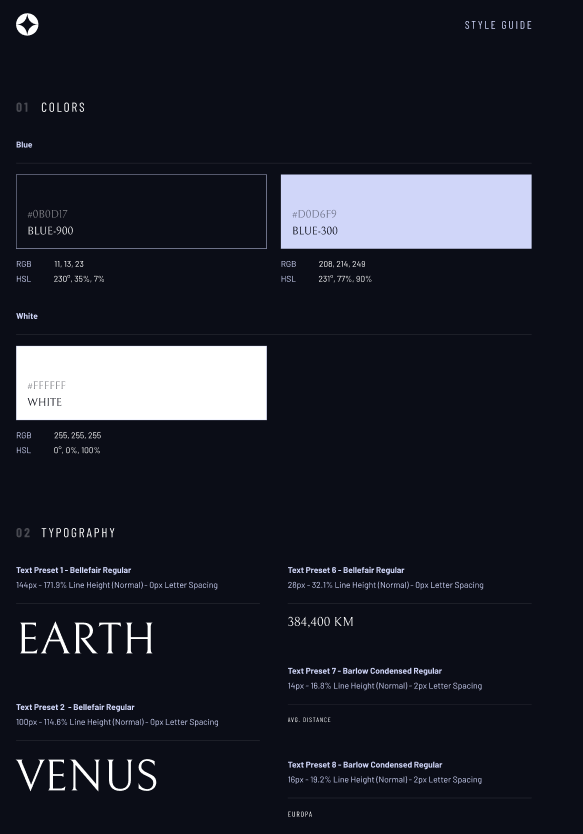 STYLE GUIDE
01 COLORS
Blue
#0B0D17
BLUE-900
RGB 11, 13, 23
HSL 230°, 35%, 7%
#D0D6F9
BLUE-300
RGB 208, 214, 249
HSL 231°, 77%, 90%
White
#FFFFFF
WHITE
RGB 255, 255, 255
HSL 0°, 0%, 100%
02 TYPOGRAPHY
Text Preset 1 - Bellefair Regular
144px - 171.9% Line Height (Normal) - 0px Letter Spacing
EARTH
Text Preset 2 - Bellefair Regular
100px - 114.6% Line Height (Normal) - 0px Letter Spacing
VENUS
Text Preset 6 - Bellefair Regular
28px - 32.1% Line Height (Normal) - 0px Letter Spacing
384,400 KM
Text Preset 7 - Barlow Condensed Regular
14px - 16.8% Line Height (Normal) - 2px Letter Spacing
AVG. DISTANCE
Text Preset 8 - Barlow Condensed Regular
16px - 19.2% Line Height (Normal) - 2px Letter Spacing
EUROPA